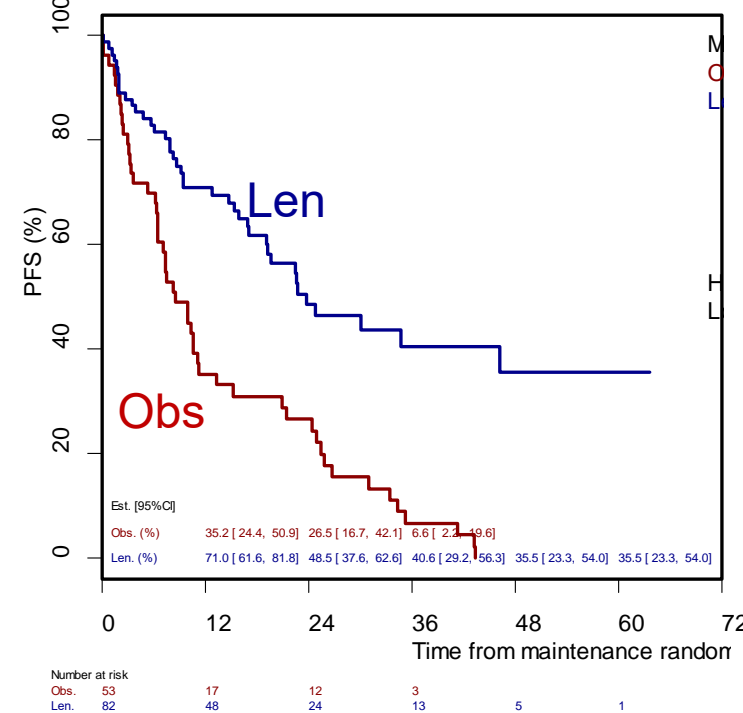 100
80
60
40
20
0
PFS (%)
M
O
L
H
L
Len
Obs
Est. [95%CI]
Obs. (%) 35.2 [ 24.4, 50.9] 26.5 [ 16.7, 42.1] 6.6 [ 2.2, 19.6]
Len. (%) 71.0 [ 61.6, 81.8] 48.5 [ 37.6, 62.6] 40.6 [ 29.2, 56.3] 35.5 [ 23.3, 54.0] 35.5 [ 23.3, 54.0]
0 12 24 36 48 60 72
Time from maintenance random
Number at risk
Obs. 53 17 12 3
Len. 82 48 24 13 5 1